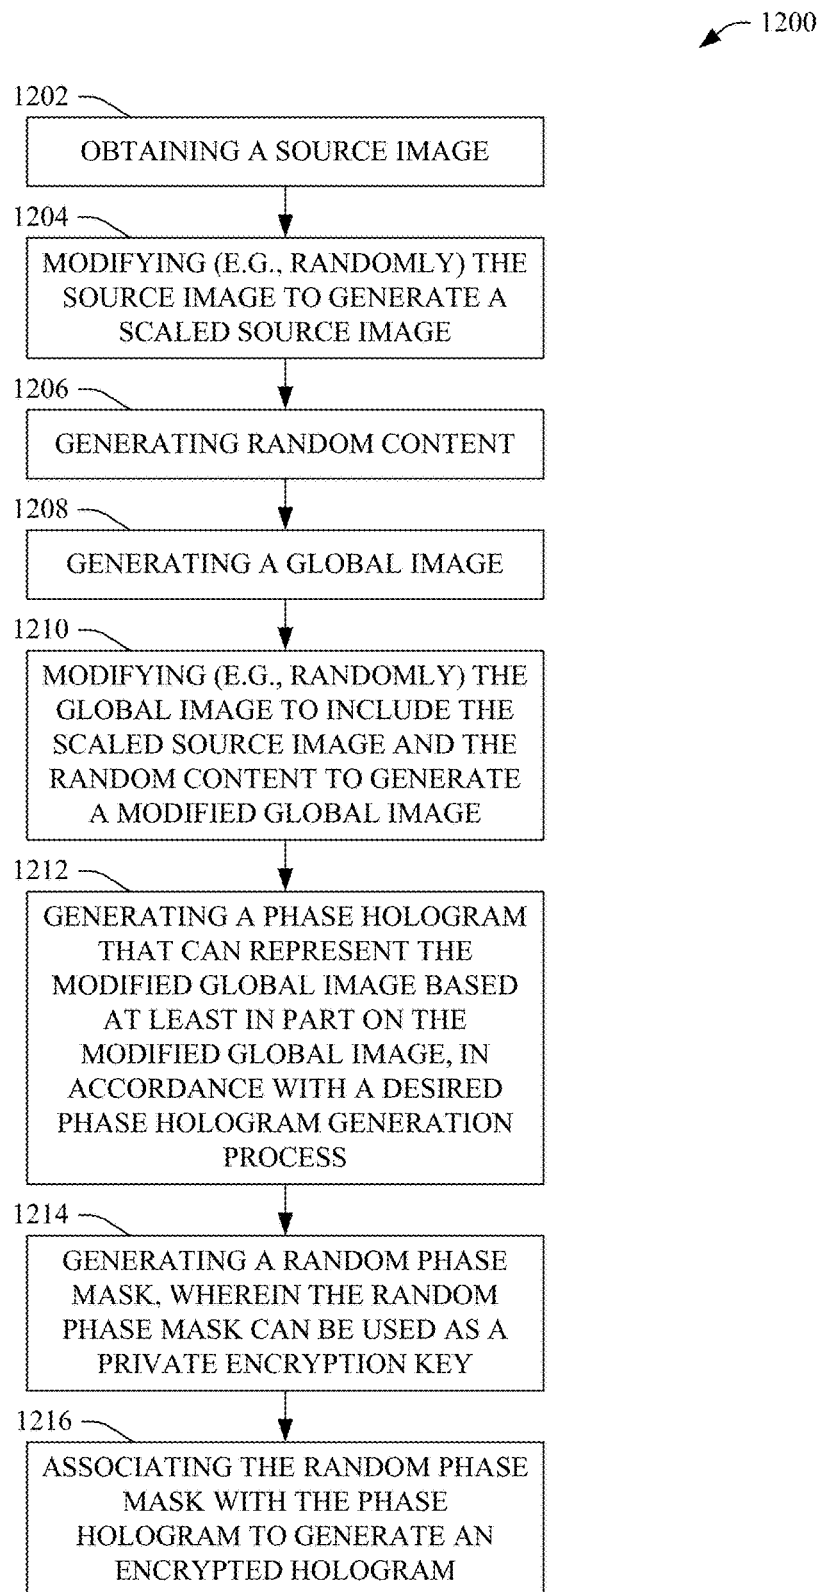 1200
1202
OBTAINING A SOURCE IMAGE
1204
MODIFYING (E.G., RANDOMLY) THE
SOURCE IMAGE TO GENERATE A
SCALED SOURCE IMAGE
1206
GENERATING RANDOM CONTENT
1208
GENERATING A GLOBAL IMAGE
1210
MODIFYING (E.G., RANDOMLY) THE
GLOBAL IMAGE TO INCLUDE THE
SCALED SOURCE IMAGE AND THE
RANDOM CONTENT TO GENERATE
A MODIFIED GLOBAL IMAGE
1212
GENERATING A PHASE HOLOGRAM
THAT CAN REPRESENT THE
MODIFIED GLOBAL IMAGE BASED
AT LEAST IN PART ON THE
MODIFIED GLOBAL IMAGE, IN
ACCORDANCE WITH A DESIRED
PHASE HOLOGRAM GENERATION
PROCESS
1214
GENERATING A RANDOM PHASE
MASK, WHEREIN THE RANDOM
PHASE MASK CAN BE USED AS A
PRIVATE ENCRYPTION KEY
1216
ASSOCIATING THE RANDOM PHASE
MASK WITH THE PHASE
HOLOGRAM TO GENERATE AN
ENCRYPTED HOLOGRAM